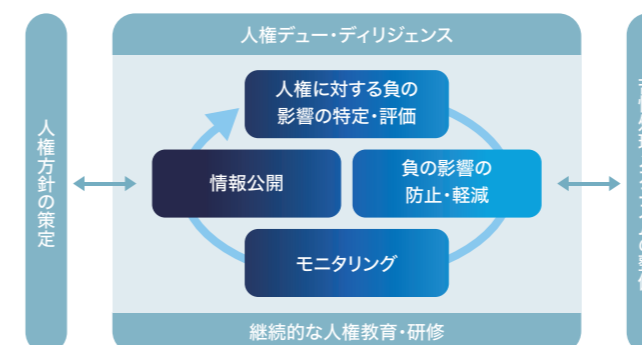 人権デュー・ディリジェンス
人権方針の策定
人権に対する負の
影響の特定・評価
情報公開
負の影響の
防止・軽減
モニタリング
継続的な人権教育・研修